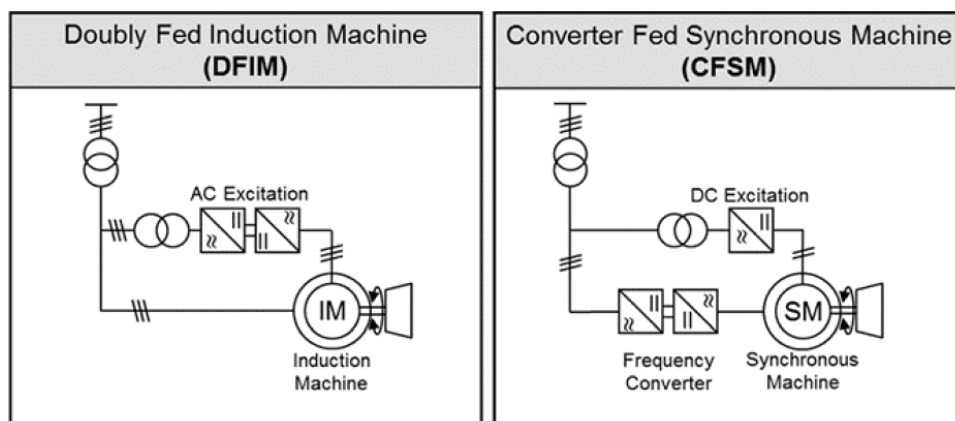 Doubly Fed Induction Machine
(DFIM)
AC Excitation
IM
Induction
Machine
Converter Fed Synchronous Machine
(CFSM)
DC Excitation
SM
Frequency
Converter
Synchronous
Machine